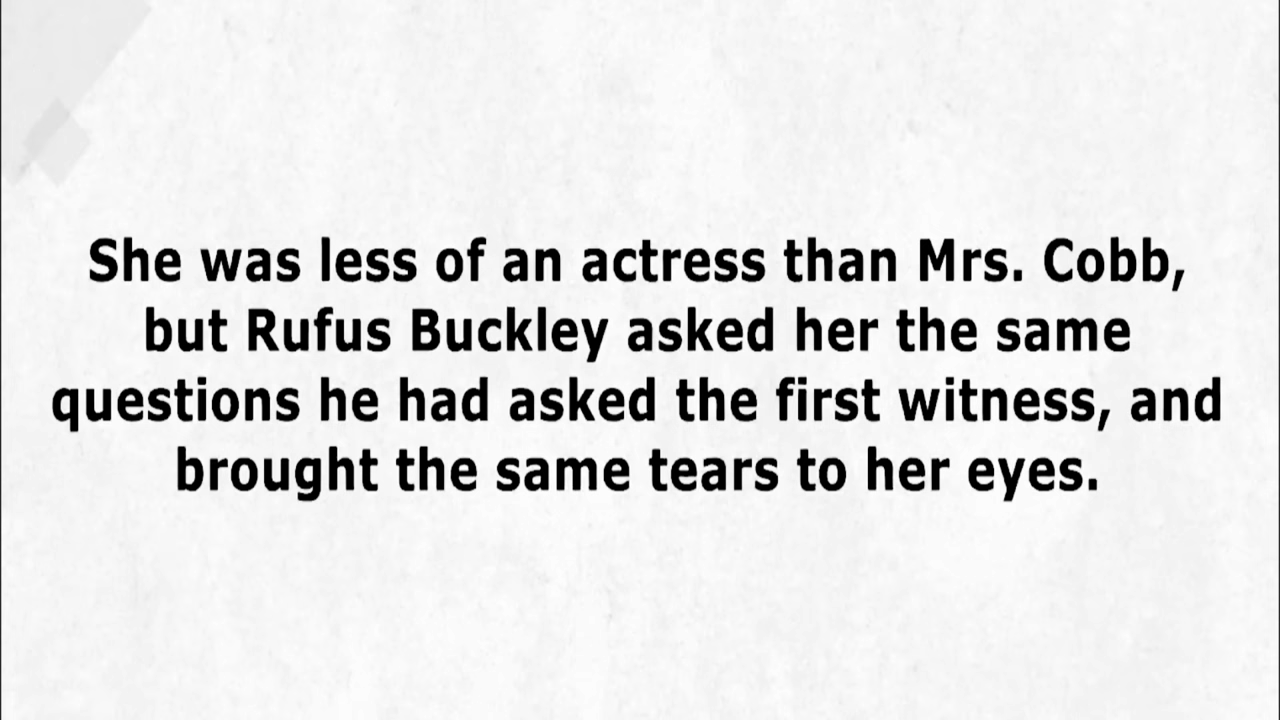 She was less of an actress than Mrs. Cobb,
but Rufus Buckley asked her the same
questions he had asked the first witness, and
brought the same tears to her eyes.